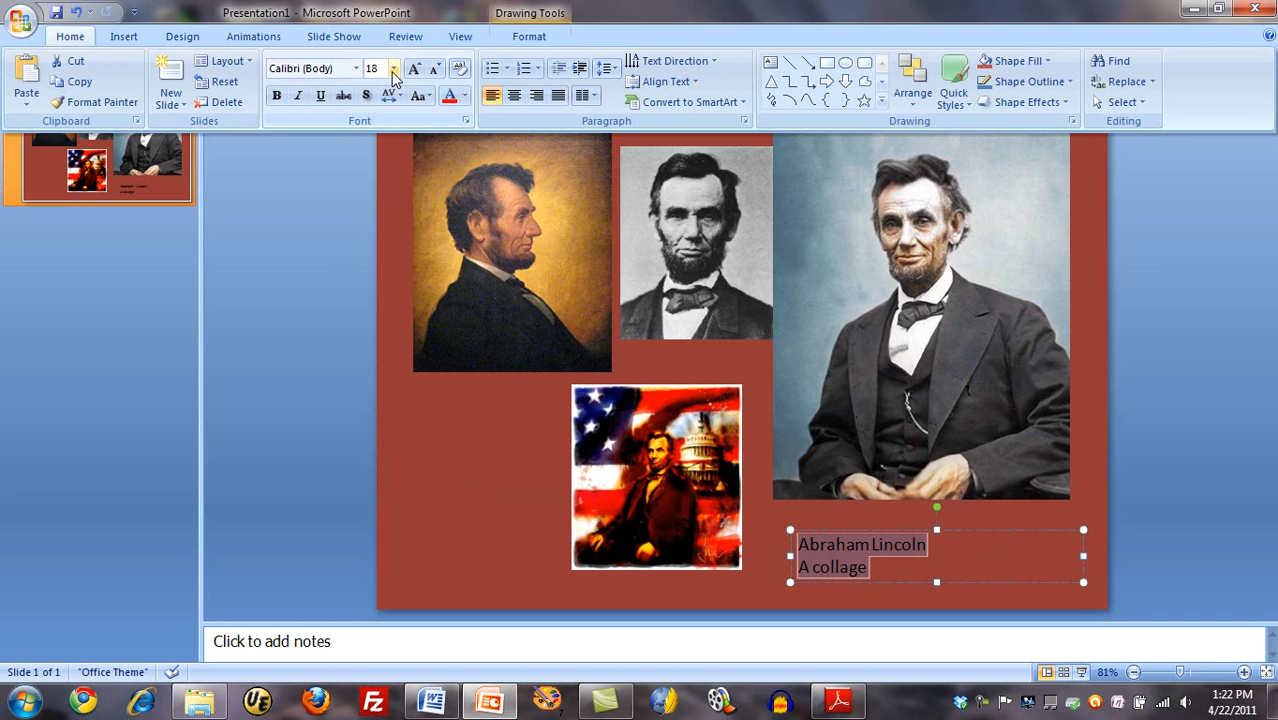 Presentation1 - Microsoft PowerPoint
Drawing Tools
Home Insert Design Animations Slide Show Review View Format
Paste
Cut
Copy
Format Painter
Clipboard
New Slide
Layout
Reset
Delete
Slides
Calibri (Body) 18
B I U abc S AV Aa A
Font
Text Direction
Align Text
Convert to SmartArt
Paragraph
Arrange
Quick Styles
Shape Fill
Shape Outline
Shape Effects
Drawing
Find
Replace
Select
Editing
Abraham Lincoln
A collage
Click to add notes
Slide 1 of 1 "Office Theme" 81%
1:22 PM
4/22/2011